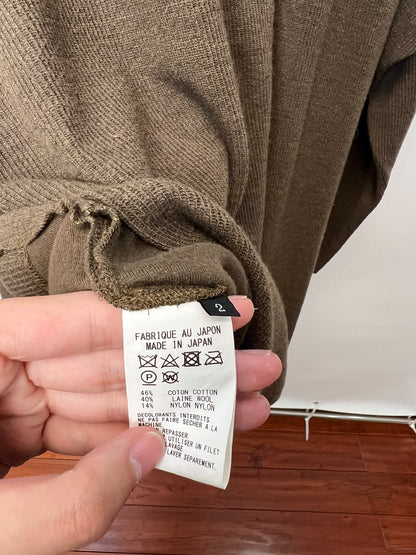 2
FABRIQUE AU JAPON
MADE IN JAPAN
P W
46% COTON COTTON
40% LAINE WOOL
14% NYLON NYLON
DECOLORANTS INTERDITS
NE PAS FAIRE SÉCHER A LA
MACHINE.
REPASSER
UTILISER UN FILET
LAVAGE
LAVER SEPAREMENT.